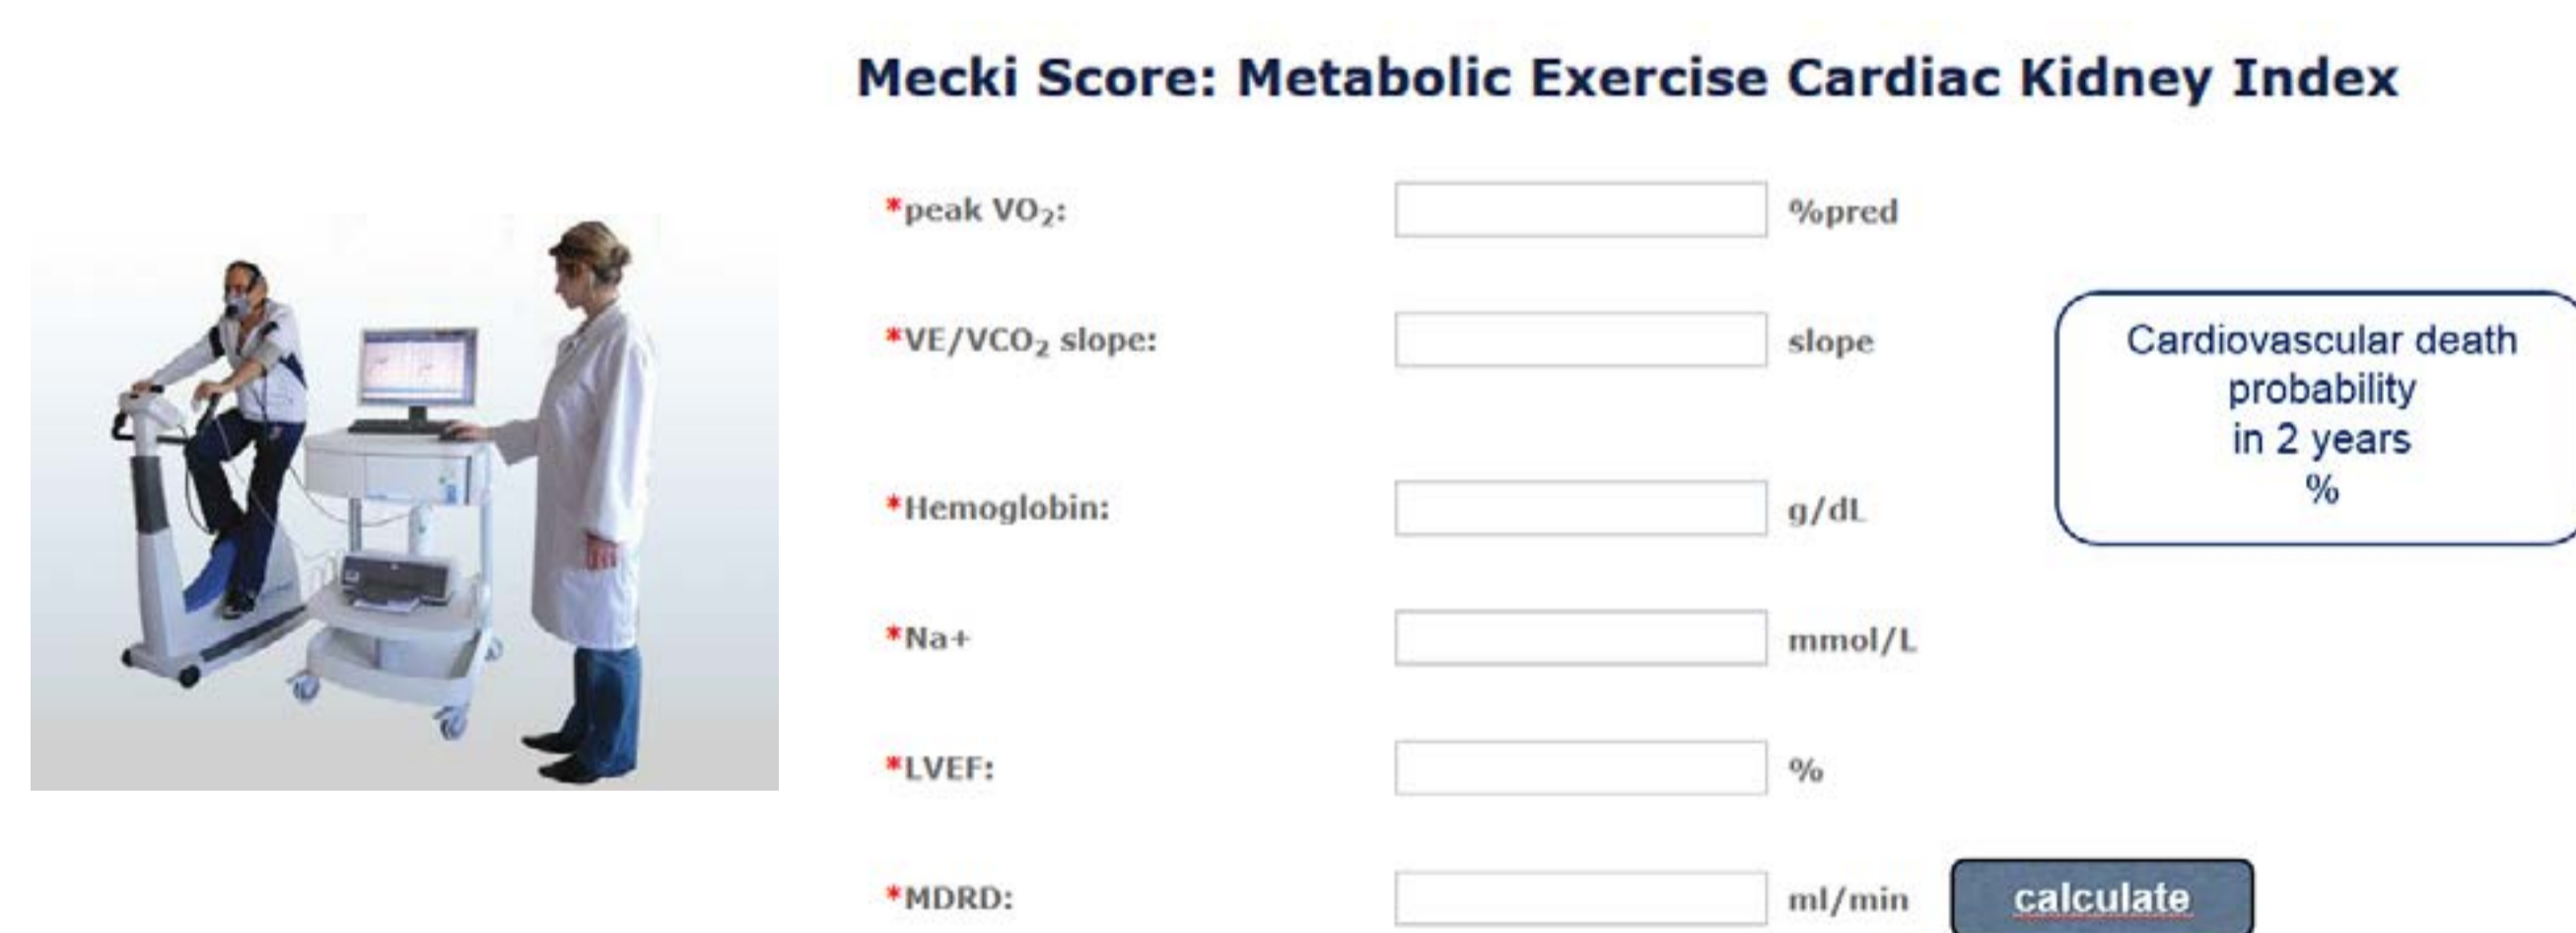 Mecki Score: Metabolic Exercise Cardiac Kidney Index
*peak VO₂: %pred
*VE/VCO₂ slope: slope
*Hemoglobin: g/dL
*Na+ mmol/L
*LVEF: %
*MDRD: ml/min
calculate
Cardiovascular death
probability
in 2 years
%